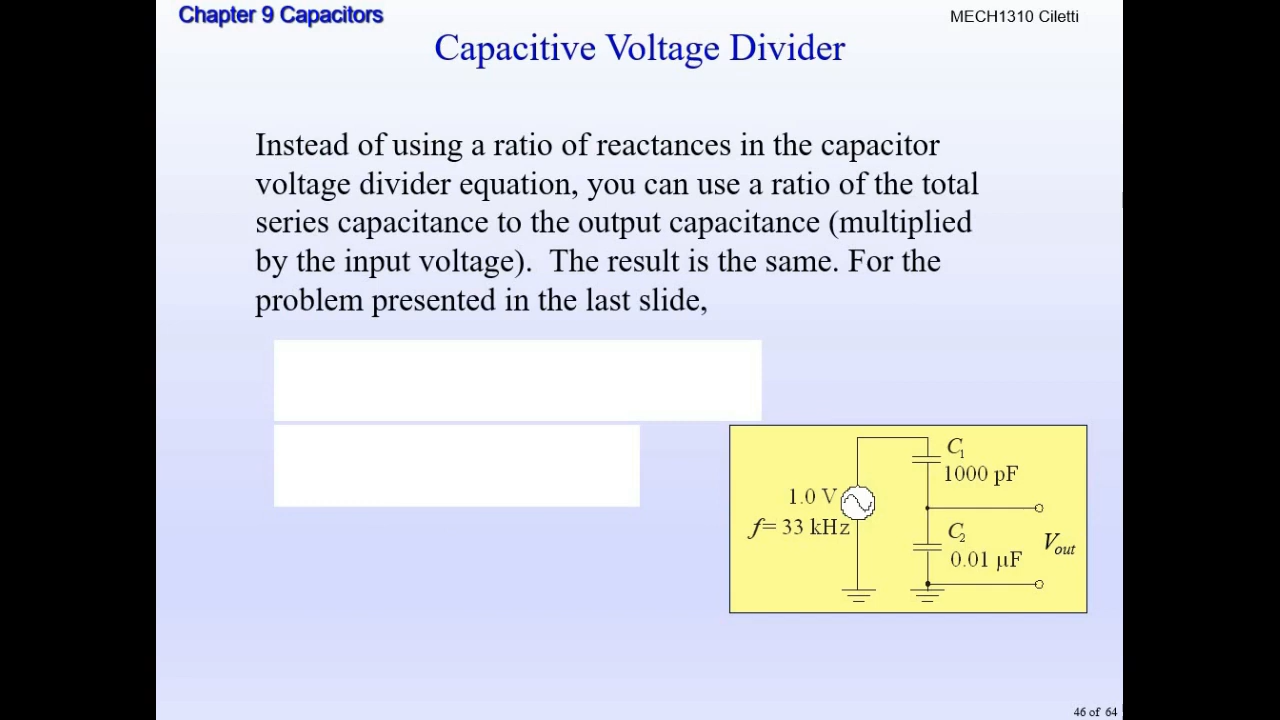 Chapter 9 Capacitors
MECH1310 Ciletti
Capacitive Voltage Divider
Instead of using a ratio of reactances in the capacitor
voltage divider equation, you can use a ratio of the total
series capacitance to the output capacitance (multiplied
by the input voltage).  The result is the same. For the
problem presented in the last slide,
C1
1000 pF
1.0 V
f= 33 kHz
C2
0.01 μF
Vout
46 of 64